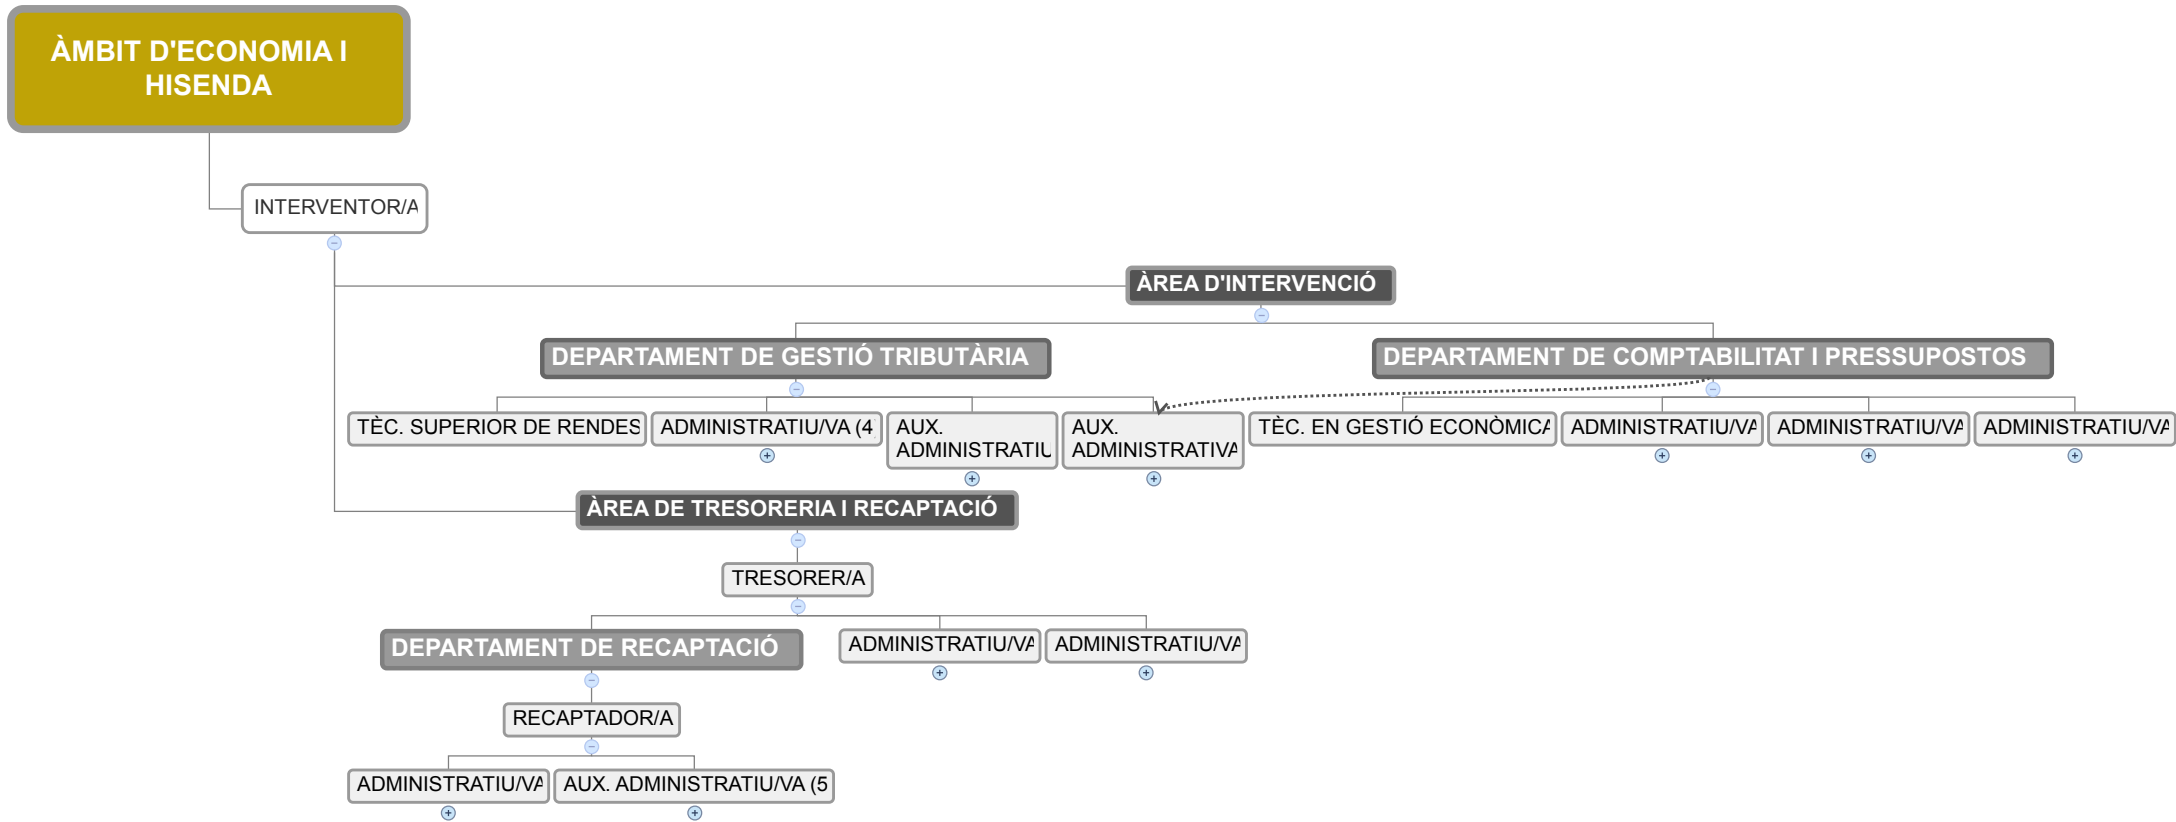 ÀMBIT D'ECONOMIA I
HISENDA
INTERVENTOR/A
ÀREA D'INTERVENCIÓ
DEPARTAMENT DE GESTIÓ TRIBUTÀRIA
DEPARTAMENT DE COMPTABILITAT I PRESSUPOSTOS
TÈC. SUPERIOR DE RENDES
ADMINISTRATIU/VA (4
AUX.
ADMINISTRATIU
AUX.
ADMINISTRATIVA
TÈC. EN GESTIÓ ECONÒMICA
ADMINISTRATIU/VA
ADMINISTRATIU/VA
ADMINISTRATIU/VA
ÀREA DE TRESORERIA I RECAPTACIÓ
TRESORER/A
DEPARTAMENT DE RECAPTACIÓ
ADMINISTRATIU/VA
ADMINISTRATIU/VA
RECAPTADOR/A
ADMINISTRATIU/VA
AUX. ADMINISTRATIU/VA (5